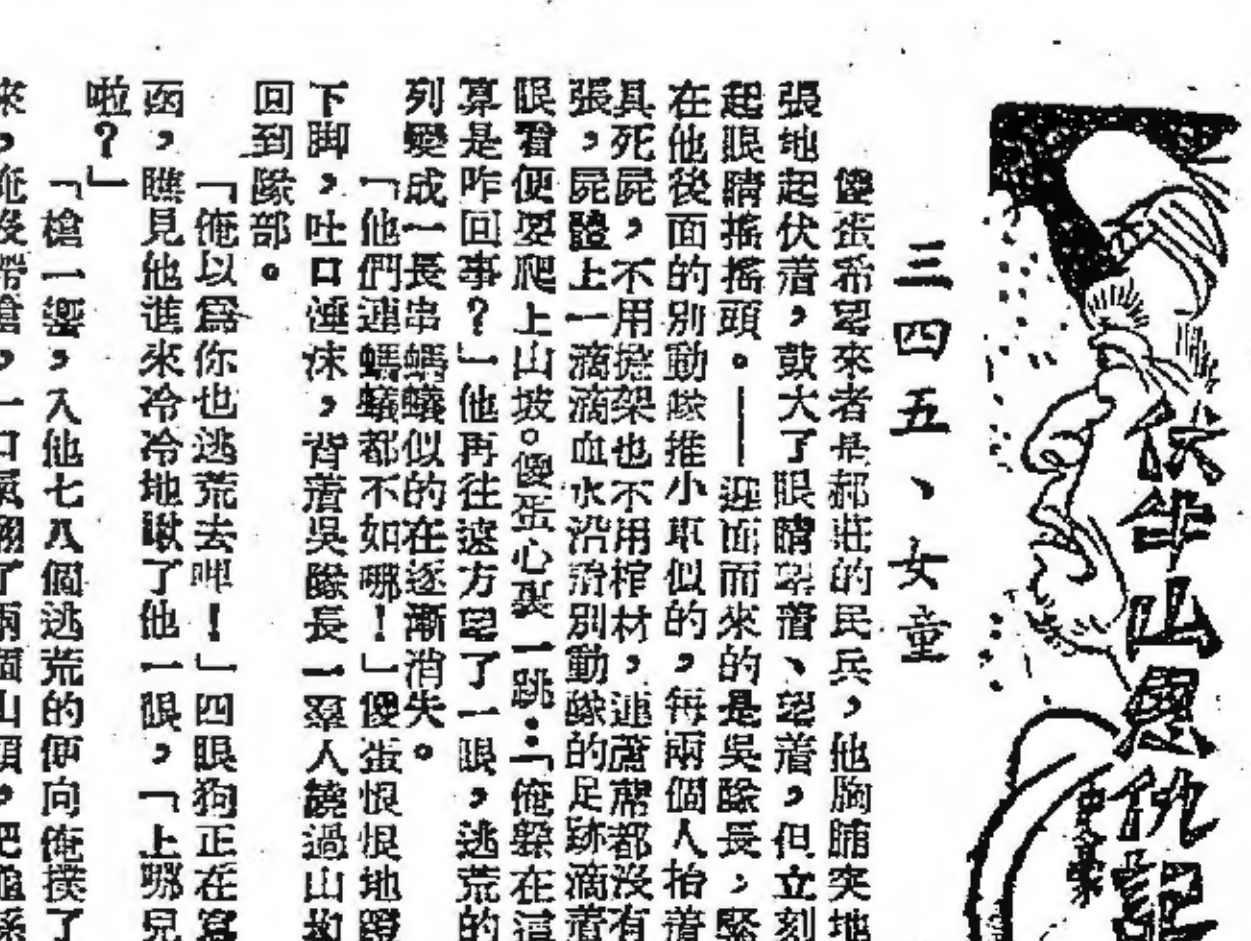 伏牛山恩仇記
史豪
三四五、女童
傻蛋希望來者是郝莊的民兵，他胸脯突地
張地起伏着，鼓大了眼睛望着、望着，但立刻
起眼睛搖搖頭。——迎面而來的是吳隊長，緊
在他後面的別動隊推小車似的，每兩個人抬着
具死屍，不用擔架也不用棺材，連蘆蓆都沒有
張，屍體上一滴滴血水沿着別動隊的足跡滴着
眼看便要爬上山坡。傻蛋心裏一跳：「俺躲在這
算是咋回事？」他再往遠方望了一眼，逃荒的
列變成一長串螞蟻似的在逐漸消失。
「他們連螞蟻都不如哪！」傻蛋恨恨地蹬
下脚，吐口涶沫，背着吳隊長一羣人繞過山坳
回到隊部。
「俺以爲你也逃荒去呷！」四眼狗正在寫
函，瞧見他進來冷冷地瞅了他一眼，「上哪兒
啦？」
「槍一響，入他七八個逃荒的便向俺撲了
來，俺沒帶槍，一口氣翻了兩個山頭，把龜孫